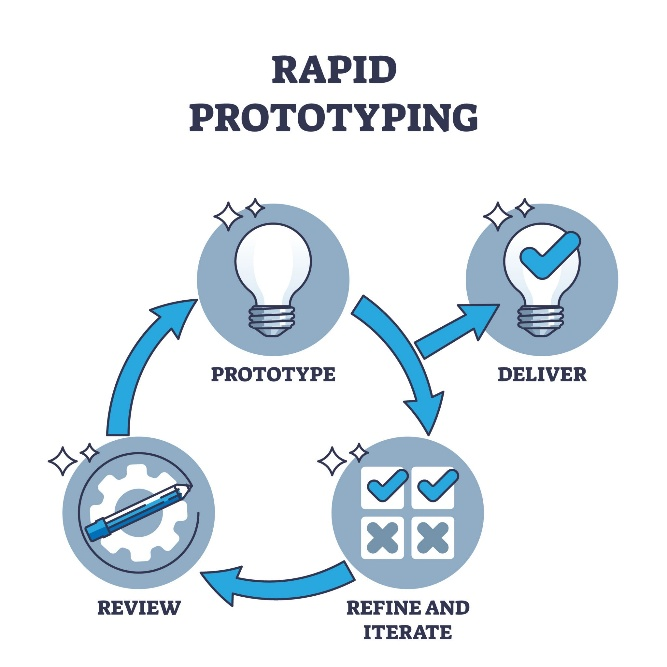 RAPID
PROTOTYPING
PROTOTYPE
DELIVER
REVIEW
REFINE AND
ITERATE